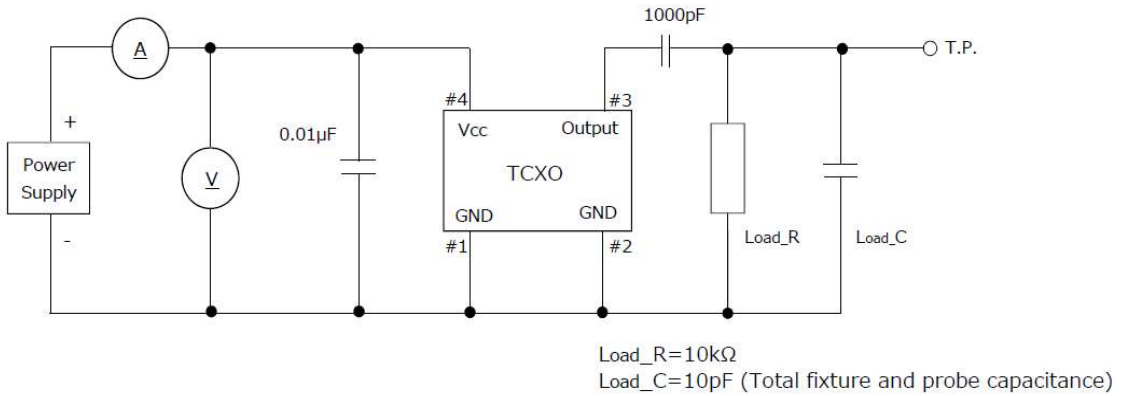 1000pF
A
T.P.
#4
#3
+
0.01μF
Vcc
Output
Power
Supply
V
TCXO
GND
GND
-
#1
#2
Load_R
Load_C
Load_R=10kΩ
Load_C=10pF (Total fixture and probe capacitance)